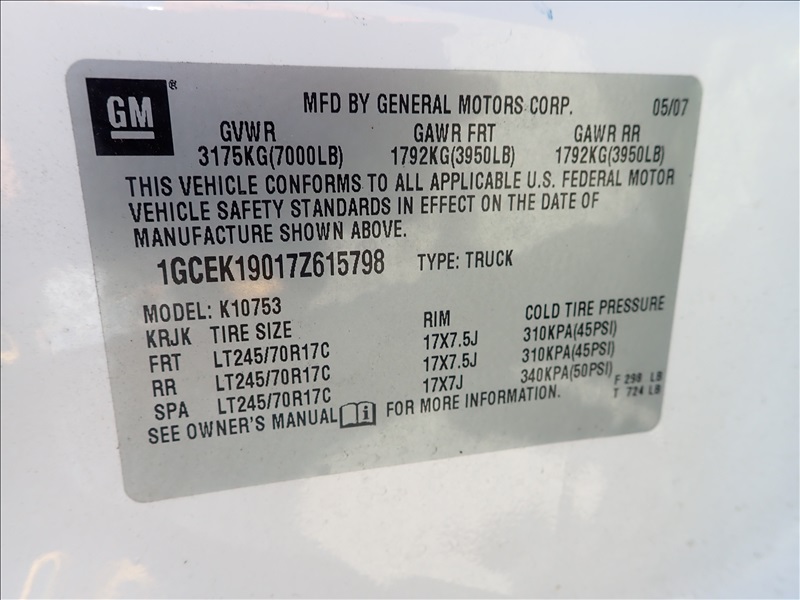 GM ®
MFD BY GENERAL MOTORS CORP. 05/07
GVWR GAWR FRT GAWR RR
3175KG(7000LB) 1792KG(3950LB) 1792KG(3950LB)
THIS VEHICLE CONFORMS TO ALL APPLICABLE U.S. FEDERAL MOTOR
VEHICLE SAFETY STANDARDS IN EFFECT ON THE DATE OF
MANUFACTURE SHOWN ABOVE.
1GCEK19017Z615798 TYPE: TRUCK
MODEL: K10753
KRJK TIRE SIZE RIM COLD TIRE PRESSURE
FRT LT245/70R17C 17X7.5J 310KPA(45PSI)
RR LT245/70R17C 17X7.5J 310KPA(45PSI)
SPA LT245/70R17C 17X7J 340KPA(50PSI)
F 298 LB
T 724 LB
SEE OWNER'S MANUAL i FOR MORE INFORMATION.